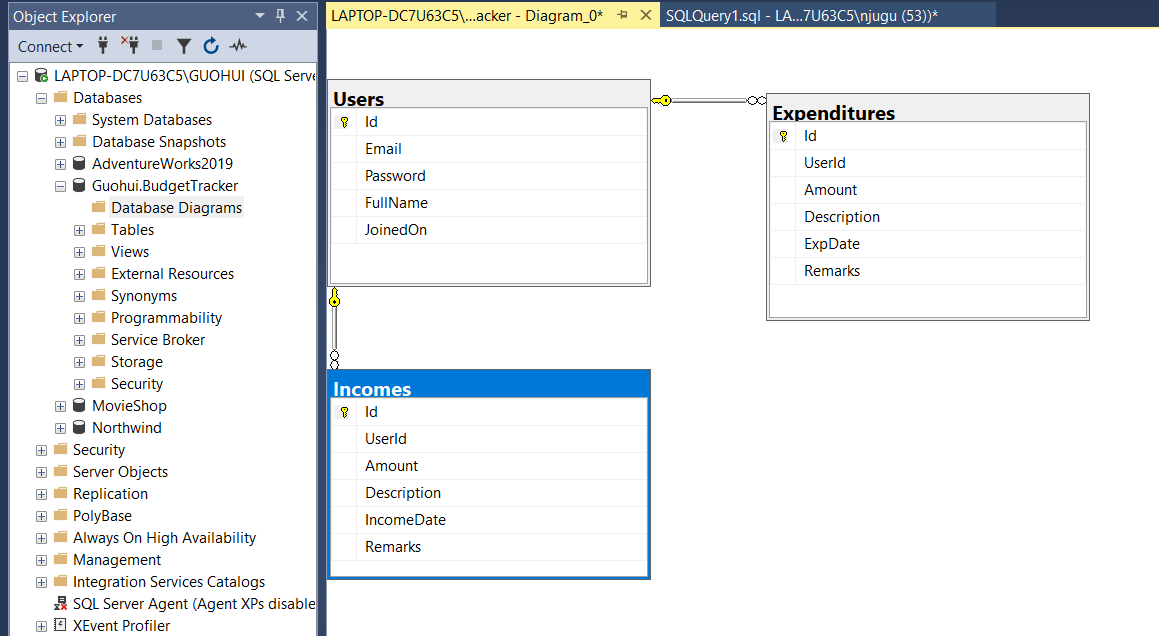 Object Explorer
Connect
LAPTOP-DC7U63C5\GUOHUI (SQL Serve
Databases
System Databases
Database Snapshots
AdventureWorks2019
Guohui.BudgetTracker
Database Diagrams
Tables
Views
External Resources
Synonyms
Programmability
Service Broker
Storage
Security
MovieShop
Northwind
Security
Server Objects
Replication
PolyBase
Always On High Availability
Management
Integration Services Catalogs
SQL Server Agent (Agent XPs disable
XEvent Profiler
LAPTOP-DC7U63C5\...acker - Diagram_0*
SQLQuery1.sql - LA...7U63C5\njugu (53))*
Users
Id
Email
Password
FullName
JoinedOn
Expenditures
Id
UserId
Amount
Description
ExpDate
Remarks
Incomes
Id
UserId
Amount
Description
IncomeDate
Remarks